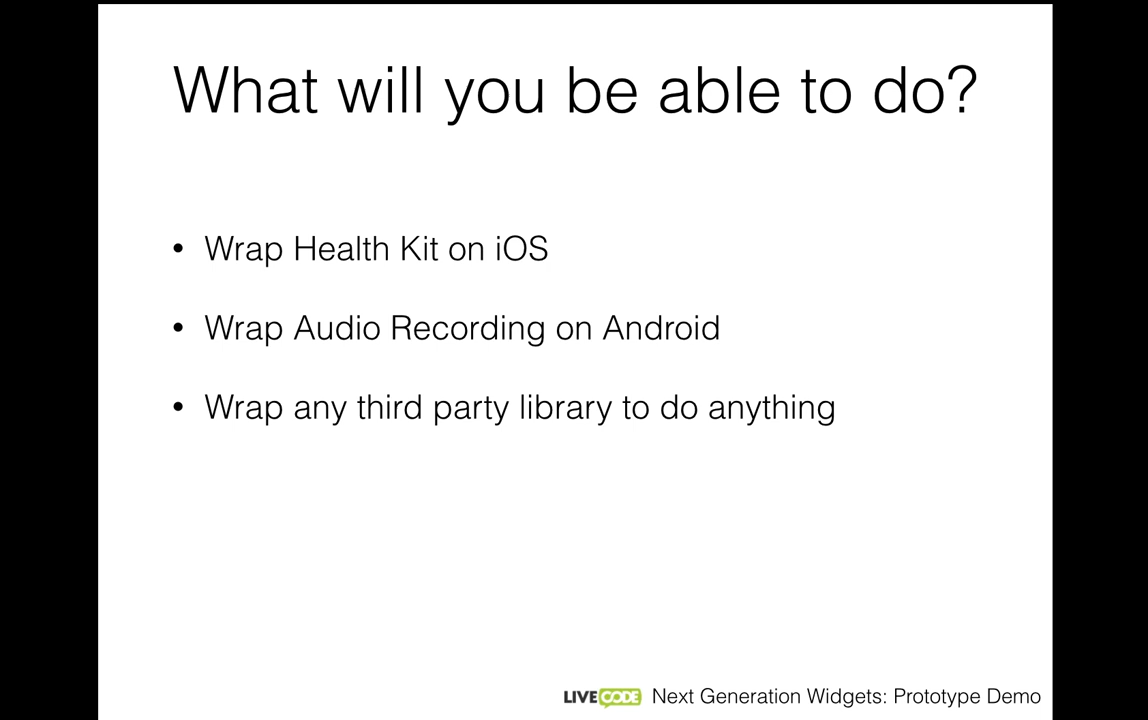 What will you be able to do?
• Wrap Health Kit on iOS
• Wrap Audio Recording on Android
• Wrap any third party library to do anything
LIVECODE Next Generation Widgets: Prototype Demo